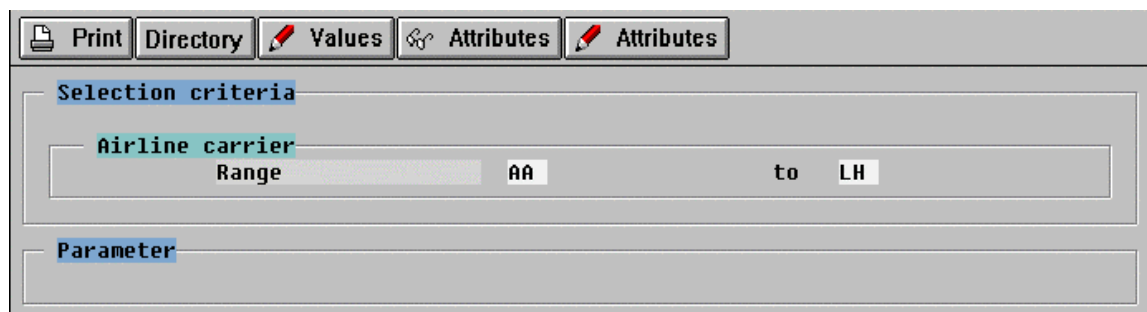 Print Directory Values Attributes Attributes
Selection criteria
Airline carrier
Range AA to LH
Parameter